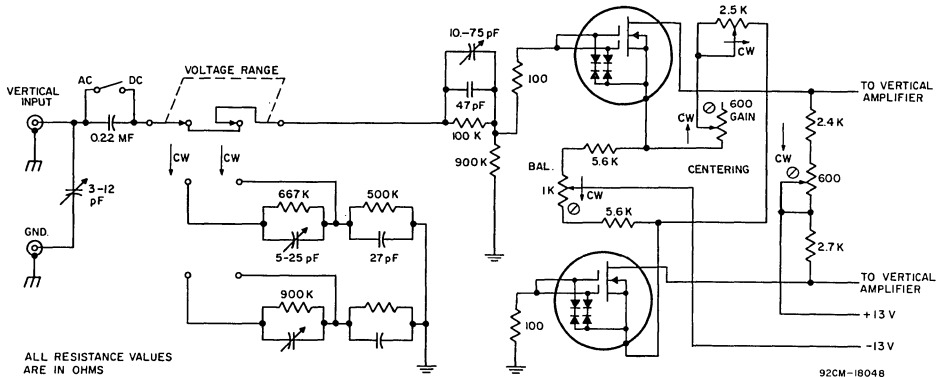 10.-75 pF
2.5 K
CW
AC
DC
VOLTAGE RANGE
VERTICAL
INPUT
0.22 MF
47 pF
100 K
900 K
100
600
GAIN
CW
TO VERTICAL
AMPLIFIER
2.4 K
CW
CW
CW
3-12
pF
5.6 K
BAL.
1K
CW
CENTERING
600
5.6 K
667 K
500 K
5-25 pF
27 pF
GND.
2.7 K
900 K
100
TO VERTICAL
AMPLIFIER
+13 V
-13V
ALL RESISTANCE VALUES
ARE IN OHMS
92CM-18048